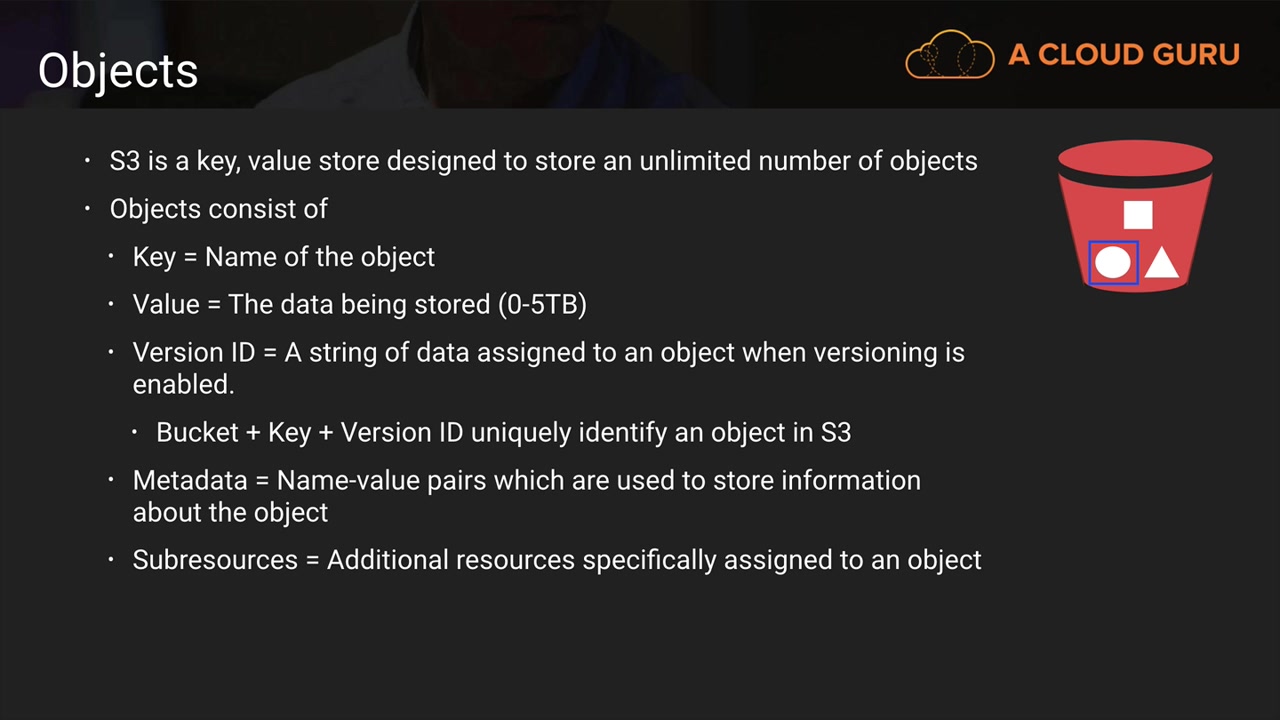 Objects
A CLOUD GURU
• S3 is a key, value store designed to store an unlimited number of objects
• Objects consist of
• Key = Name of the object
• Value = The data being stored (0-5TB)
• Version ID = A string of data assigned to an object when versioning is
enabled.
• Bucket + Key + Version ID uniquely identify an object in S3
• Metadata = Name-value pairs which are used to store information
about the object
• Subresources = Additional resources specifically assigned to an object